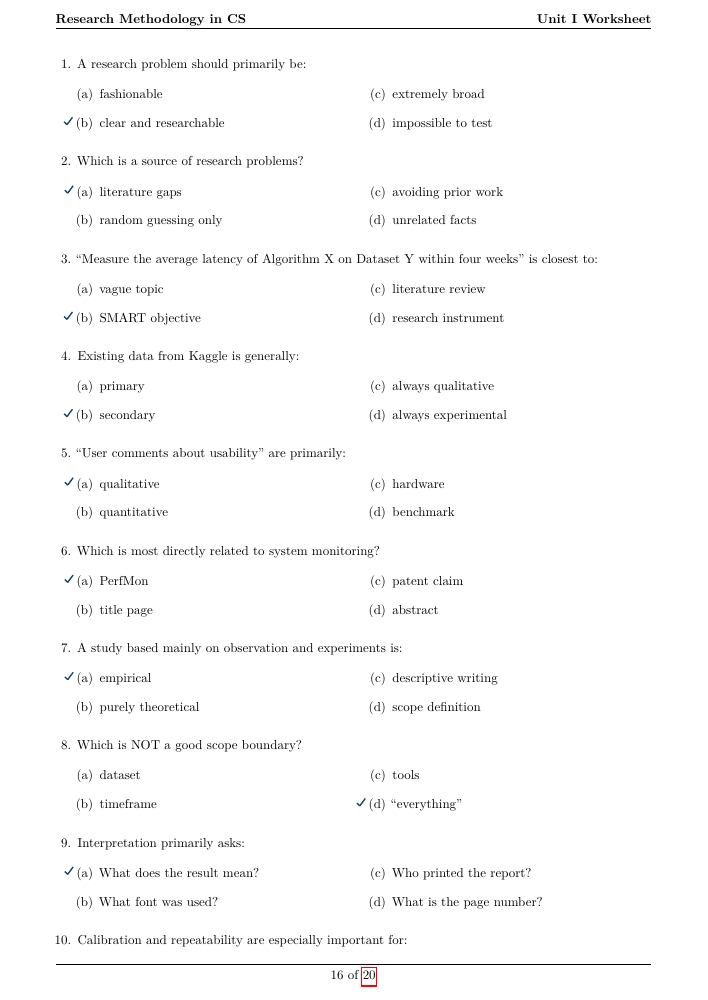 Research Methodology in CS Unit I Worksheet
1. A research problem should primarily be:
(a) fashionable (c) extremely broad
✓(b) clear and researchable (d) impossible to test
2. Which is a source of research problems?
✓(a) literature gaps (c) avoiding prior work
(b) random guessing only (d) unrelated facts
3. “Measure the average latency of Algorithm X on Dataset Y within four weeks” is closest to:
(a) vague topic (c) literature review
✓(b) SMART objective (d) research instrument
4. Existing data from Kaggle is generally:
(a) primary (c) always qualitative
✓(b) secondary (d) always experimental
5. “User comments about usability” are primarily:
✓(a) qualitative (c) hardware
(b) quantitative (d) benchmark
6. Which is most directly related to system monitoring?
✓(a) PerfMon (c) patent claim
(b) title page (d) abstract
7. A study based mainly on observation and experiments is:
✓(a) empirical (c) descriptive writing
(b) purely theoretical (d) scope definition
8. Which is NOT a good scope boundary?
(a) dataset (c) tools
(b) timeframe ✓(d) “everything”
9. Interpretation primarily asks:
✓(a) What does the result mean? (c) Who printed the report?
(b) What font was used? (d) What is the page number?
10. Calibration and repeatability are especially important for:
16 of 20